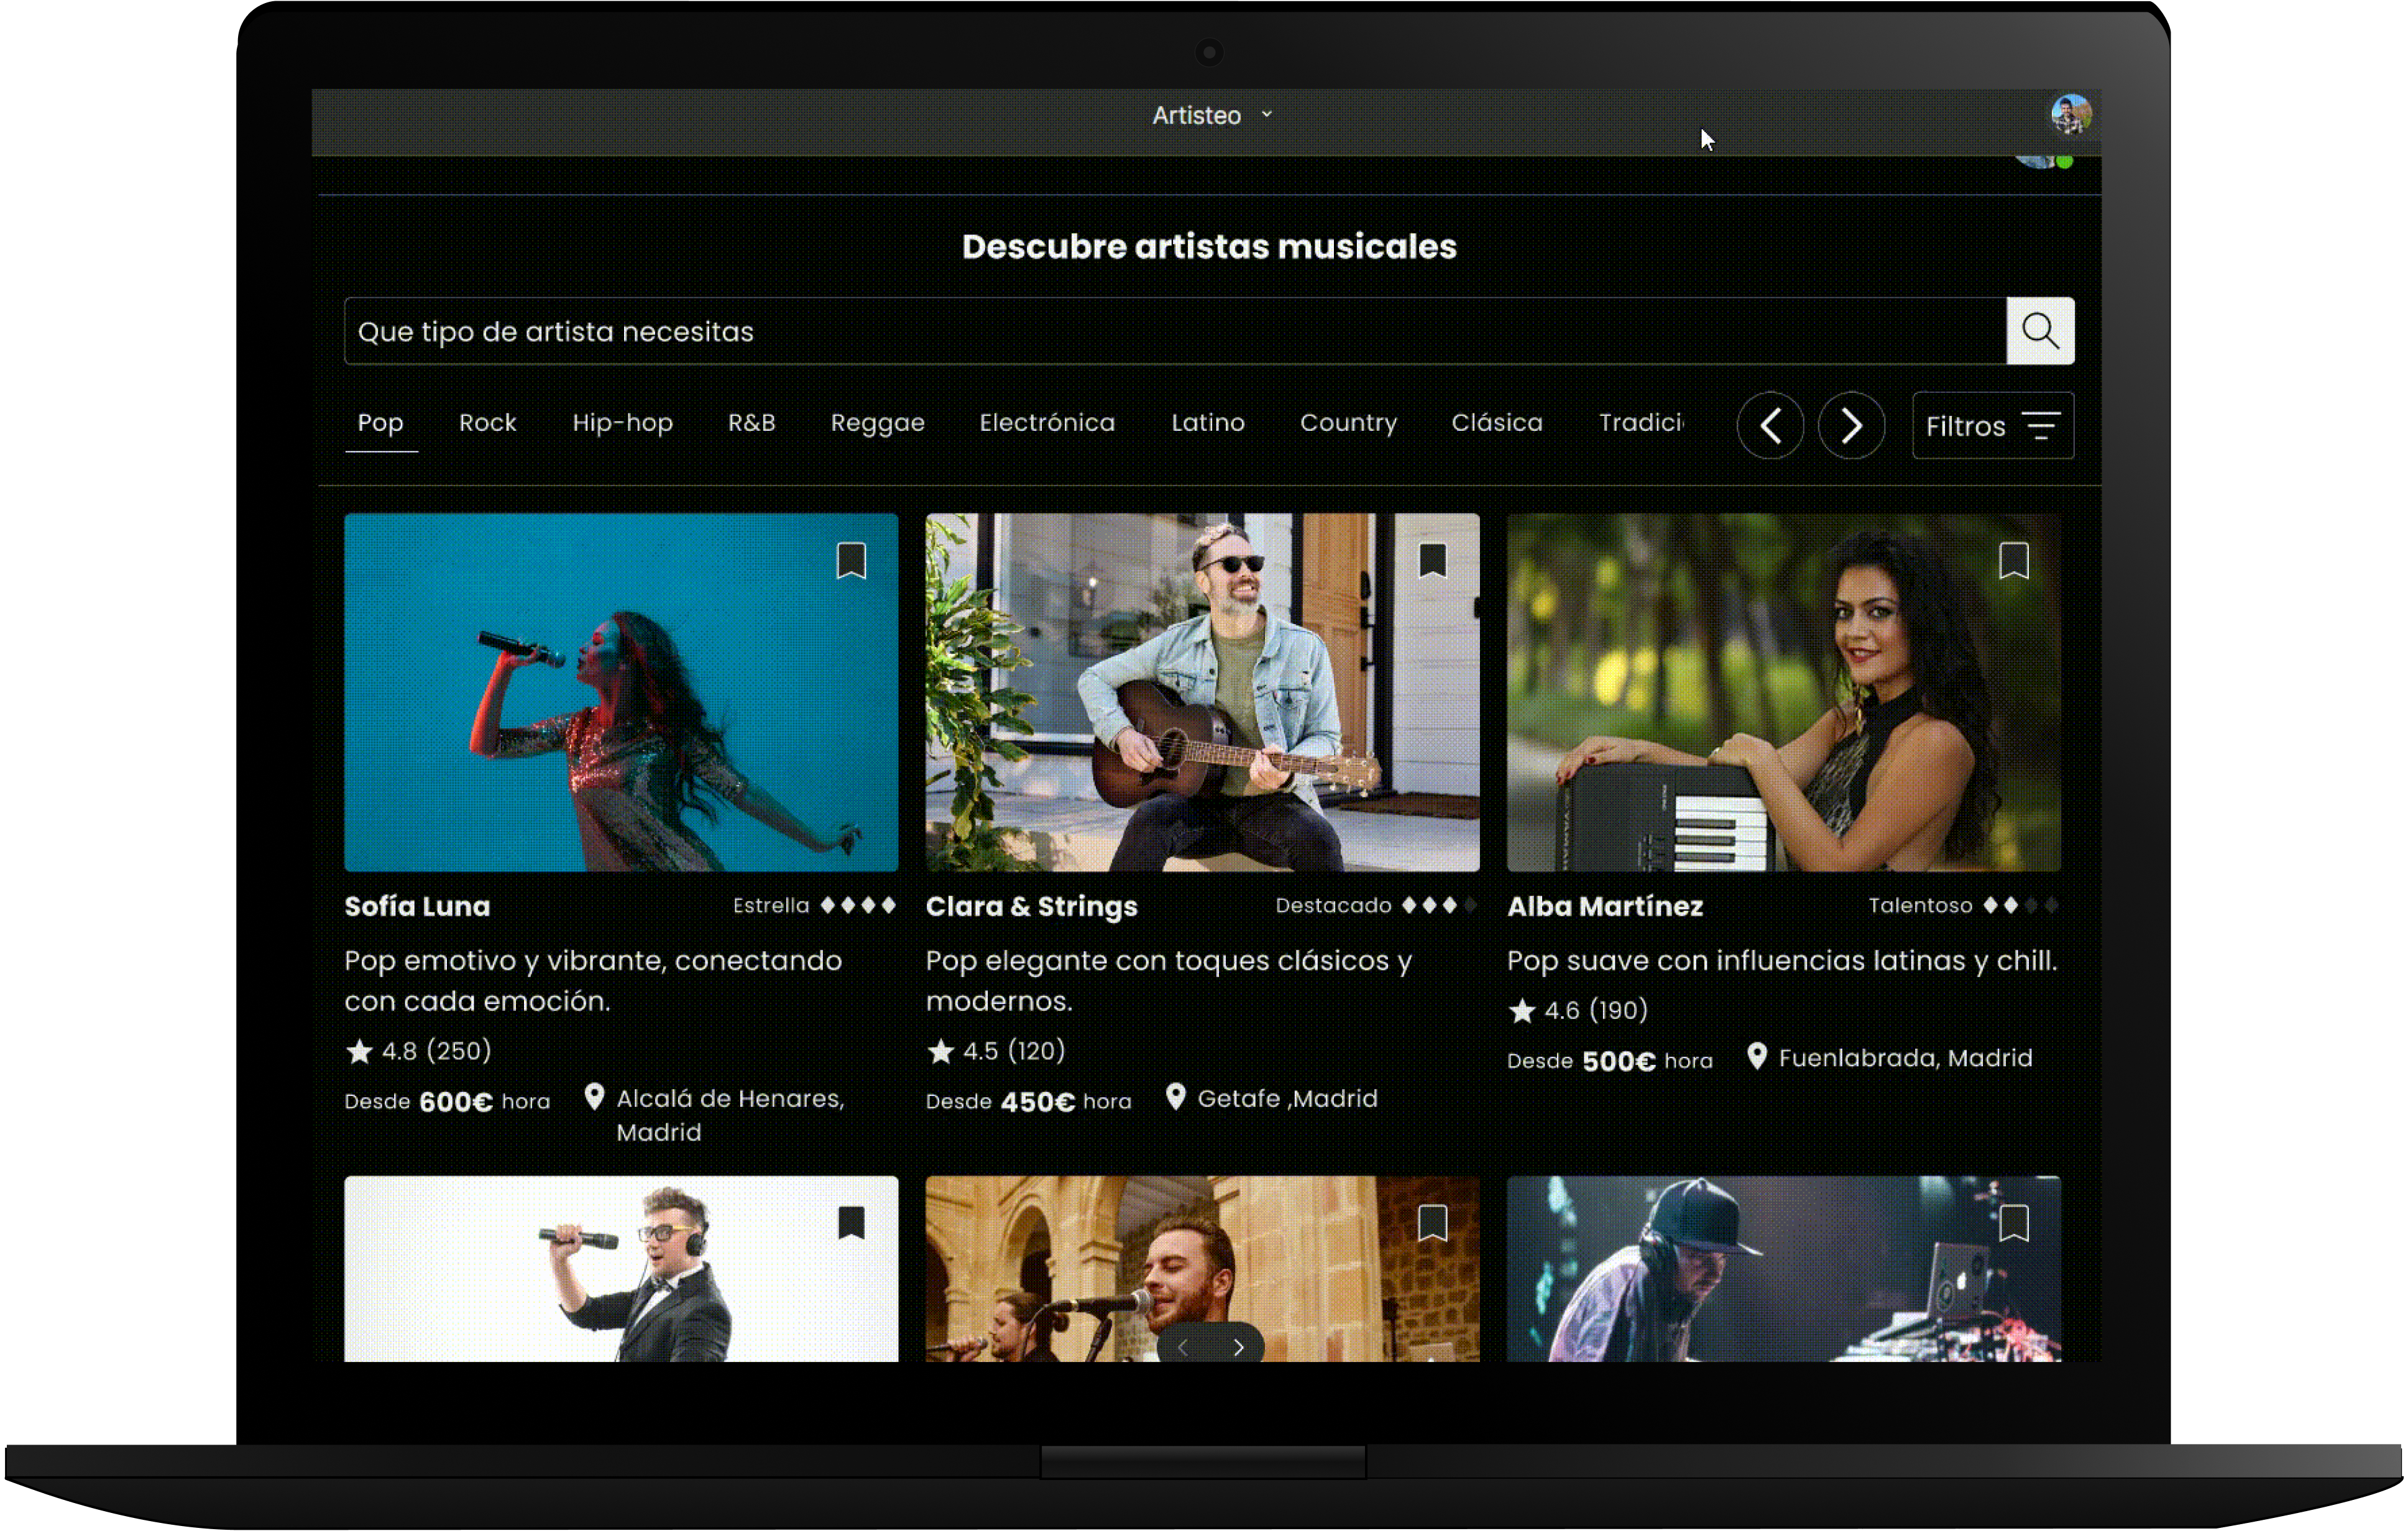 Artisteo
Descubre artistas musicales
Que tipo de artista necesitas
Pop Rock Hip-hop R&B Reggae Electrónica Latino Country Clásica Tradici
Filtros
Sofía Luna Estrella
Pop emotivo y vibrante, conectando
con cada emoción.
4.8 (250)
Desde 600€ hora Alcalá de Henares,
Madrid
Clara & Strings Destacado
Pop elegante con toques clásicos y
modernos.
4.5 (120)
Desde 450€ hora Getafe ,Madrid
Alba Martínez Talentoso
Pop suave con influencias latinas y chill.
4.6 (190)
Desde 500€ hora Fuenlabrada, Madrid